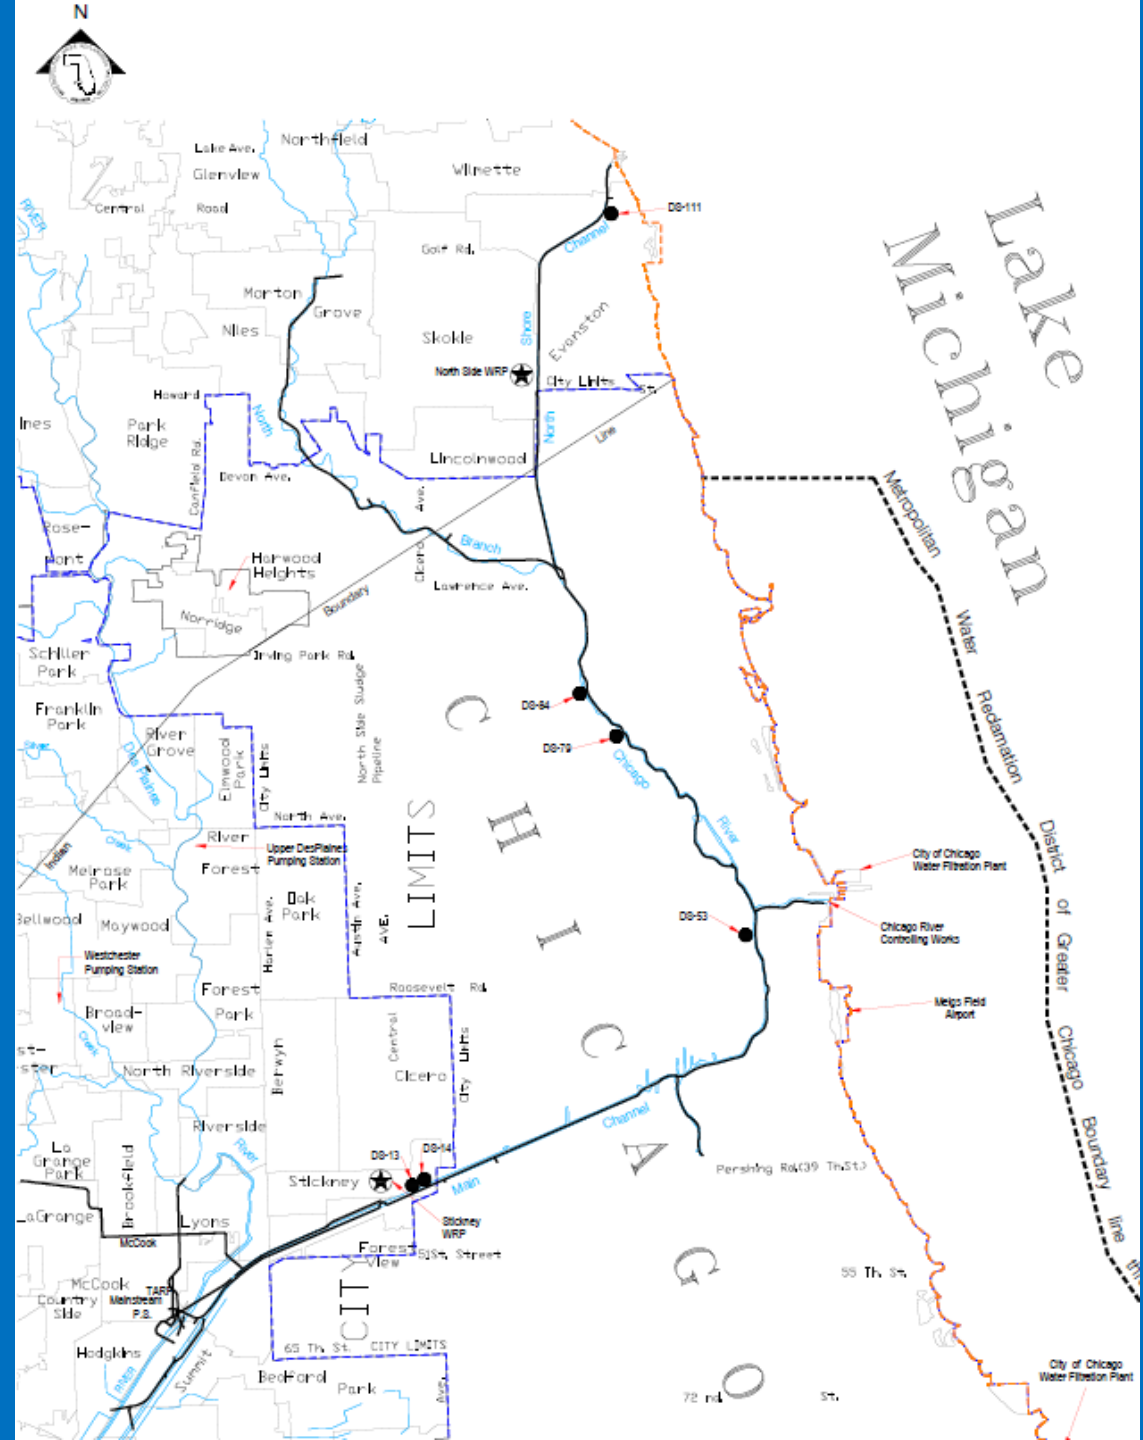 N
Northfield
Lake Ave.
Glenview
Wilmette
Central
Road
RIVER
DS-111
Channel
Golf Rd.
Lake
Michigan
Morton
Grove
Niles
Shore
Evanston
Skokie
North Side WRP
City Limits
St.
Howard
North
North
Line
Park
Ridge
Canfield Rd.
Lincolnwood
Devon Ave.
Ave.
Cicero
Metropolitan
Rose-
mont
Branch
Harwood
Heights
Lawrence Ave.
Boundary
Norridge
Water
Irving Park Rd.
Schiller
Park
North Side Sludge
Pipeline
Reclamation
Franklin
Park
DS-84
River
Grove
DS-79
Silver
Des Plaines
Elmwood
Park
City Limits
Chicago
CHICAGO
North Ave.
River
LIMITS
District
Creek
River
Forest
Upper DesPlaines
Pumping Station
Indian
City of Chicago
Water Filtration Plant
Melrose
Park
Oak
Park
Austin Ave.
AVE.
of
Bellwood
Maywood
Harlem Ave.
DS-53
Chicago River
Controlling Works
Greater
Westchester
Pumping Station
Forest
Park
Roosevelt Rd.
Broad-
view
Meigs Field
Airport
Creek
Central
City Limits
Chicago
North Riverside
Berwyn
Cicero
Riverside
Channel
Boundary
La
Grange
Park
Brookfield
River
DS-13
DS-14
Pershing Rd.(39 Th.St.)
Stickney
Main
LaGrange
Lyons
Stickney
WRP
line
McCook
Forest
View
51St. Street
CITY
McCook
TARP
Mainstream
P.S.
Country
Side
55 Th. St.
Hodgkins
65 Th. St.
CITY LIMITS
RIVER
Summit
Bedford
Park
Ave.
72 nd.
St.
City of Chicago
Water Filtration Plant